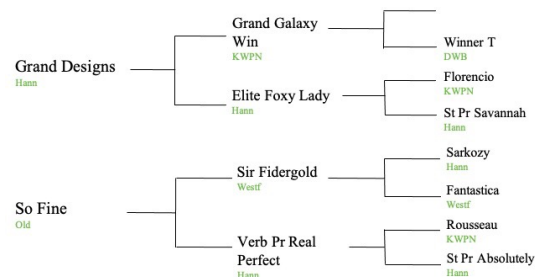 Grand Designs
Hann
Grand Galaxy
Win
KWPN
Winner T
DWB
Elite Foxy Lady
Hann
Florencio
KWPN
St Pr Savannah
Hann
So Fine
Old
Sir Fidergold
Westf
Sarkozy
Hann
Fantastica
Westf
Verb Pr Real
Perfect
Hann
Rousseau
KWPN
St Pr Absolutely
Hann